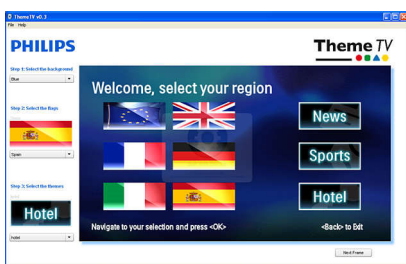 ThemeTV v0.3
File Help
PHILIPS
Theme TV
Step 1: Select the background
Blue
Step 2: Select the flags
Spain
Step 3: Select the themes
Hotel
Hotel
Welcome, select your region
News
Sports
Hotel
Navigate to your selection and press <OK>
<Back> to Exit
Next Frame